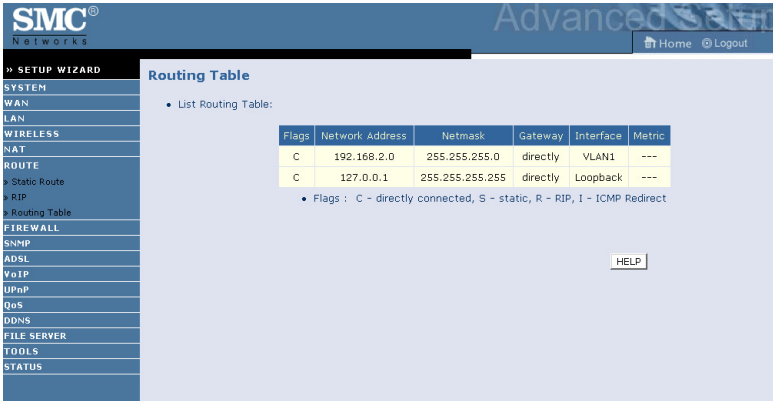 SMC®
Networks
Advanced Setup
Home Logout
» SETUP WIZARD
SYSTEM
WAN
LAN
WIRELESS
NAT
ROUTE
» Static Route
» RIP
» Routing Table
FIREWALL
SNMP
ADSL
VoIP
UPnP
QoS
DDNS
FILE SERVER
TOOLS
STATUS
Routing Table
• List Routing Table:
Flags Network Address Netmask Gateway Interface Metric
C 192.168.2.0 255.255.255.0 directly VLAN1 ---
C 127.0.0.1 255.255.255.255 directly Loopback ---
• Flags : C - directly connected, S - static, R - RIP, I - ICMP Redirect
HELP